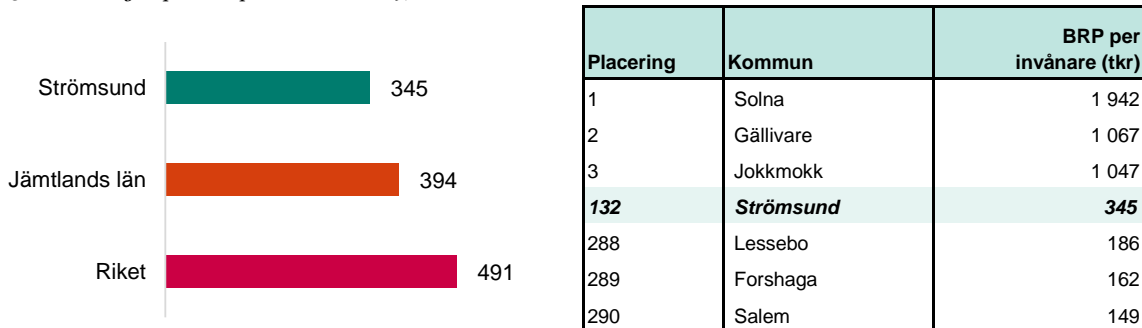 Strömsund 345
Jämtlands län 394
Riket 491
Placering Kommun BRP per invånare (tkr)
1 Solna 1 942
2 Gällivare 1 067
3 Jokkmokk 1 047
132 Strömsund 345
288 Lessebo 186
289 Forshaga 162
290 Salem 149